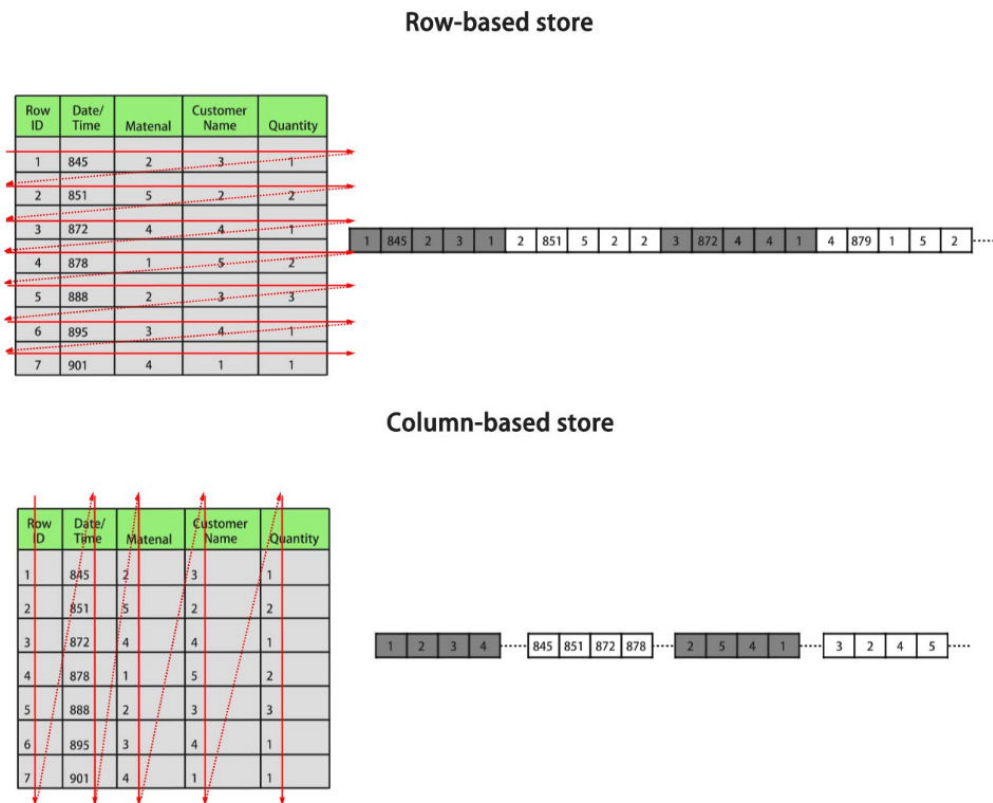 Row-based store
Row ID Date/Time Matenal Customer Name Quantity
1 845 2 3 1
2 851 5 2 2
3 872 4 4 1
4 878 1 5 2
5 888 2 3 3
6 895 3 4 1
7 901 4 1 1
1 845 2 3 1 2 851 5 2 2 3 872 4 4 1 4 879 1 5 2
Column-based store
Row ID Date/Time Matenal Customer Name Quantity
1 845 2 3 1
2 851 5 2 2
3 872 4 4 1
4 878 1 5 2
5 888 2 3 3
6 895 3 4 1
7 901 4 1 1
1 2 3 4 845 851 872 878 2 5 4 1 3 2 4 5